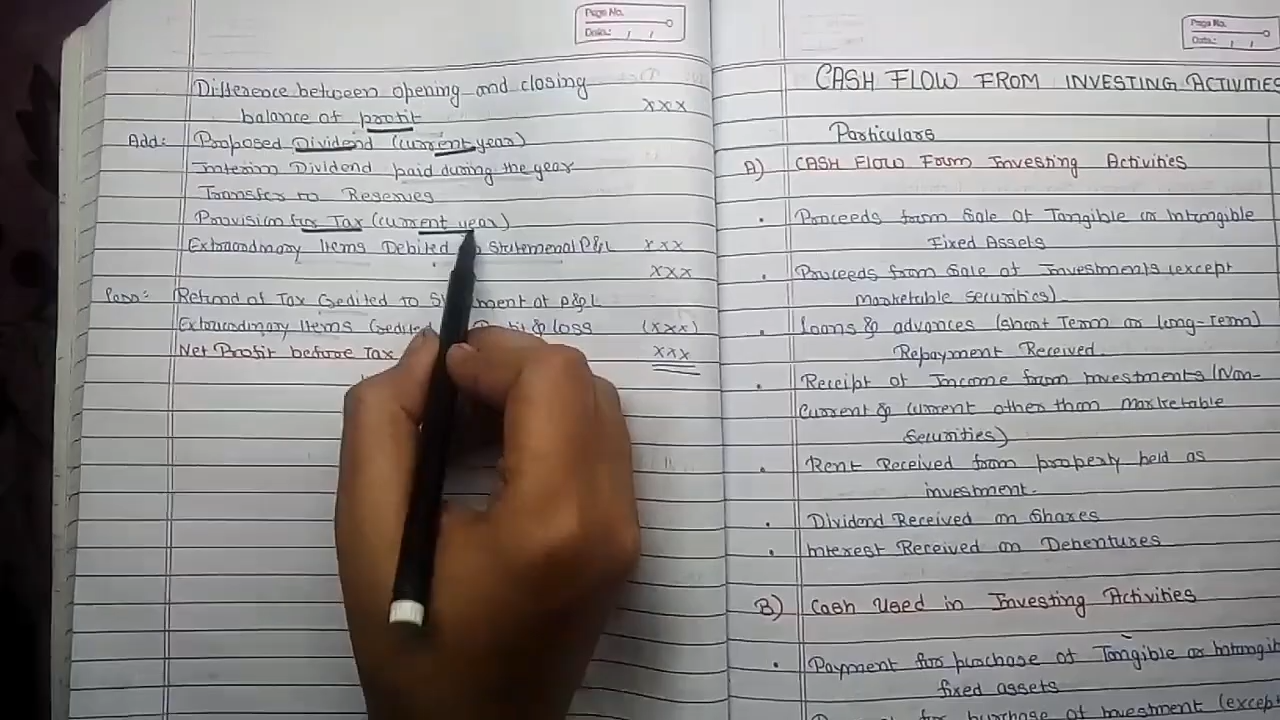 Page No.
Date: / /
Difference between opening and closing
balance of profit xxx
Add: Proposed Dividend (current year)
Interim Dividend paid during the year
Transfer to Reserves
Provision for Tax (current year)
Extraordinary Items Debited to Statement P&L xxx
xxx
Refund of Tax Credited to ment of P&L
Extraordinary Items & Loss (xxx)
Net Profit before Tax xxx
Page No.
Date: / /
CASH FLOW FROM INVESTING ACTIVITIES
Particulars
A) CASH Flow From Investing Activities
• Proceeds from Sale of Tangible or Intangible
Fixed Assets
• Proceeds from Sale of Investments (except
marketable securities)
• Loans & advances (Short Term or long-Term)
Repayment Received.
• Receipt of Income from investments (Non-
Current & current other than marketable
Securities)
• Rent Received from property held as
investment.
• Dividend Received on Shares
• Interest Received on Debentures
B) Cash Used in Investing Activities
• Payment for purchase of Tangible or Intangib
fixed assets
for purchase of investment (excep